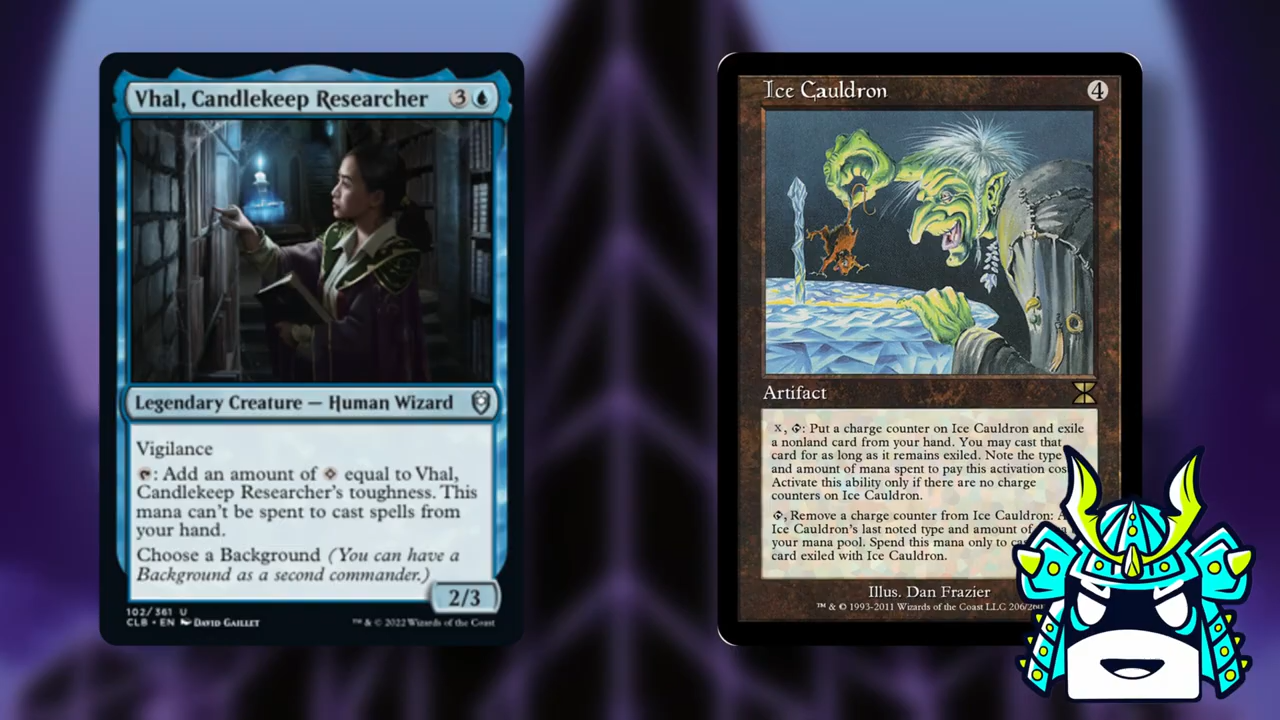 Vhal, Candlekeep Researcher 3
Legendary Creature — Human Wizard
Vigilance
: Add an amount of equal to Vhal,
Candlekeep Researcher's toughness. This
mana can't be spent to cast spells from
your hand.
Choose a Background (You can have a
Background as a second commander.)
2/3
102/361 U
CLB • EN DAVID GAILLET
™ & © 2022 Wizards of the Coast
Ice Cauldron 4
Artifact
X, : Put a charge counter on Ice Cauldron and exile
a nonland card from your hand. You may cast that
card for as long as it remains exiled. Note the type
and amount of mana spent to pay this activation
Activate this ability only if there are no charge
counters on Ice Cauldron.
, Remove a charge counter from Ice Cauldron:
Ice Cauldron's last noted type and amount of
your mana pool. Spend this mana only to
card exiled with Ice Cauldron.
Illus. Dan Frazier
™ & © 1993-2011 Wizards of the Coast LLC